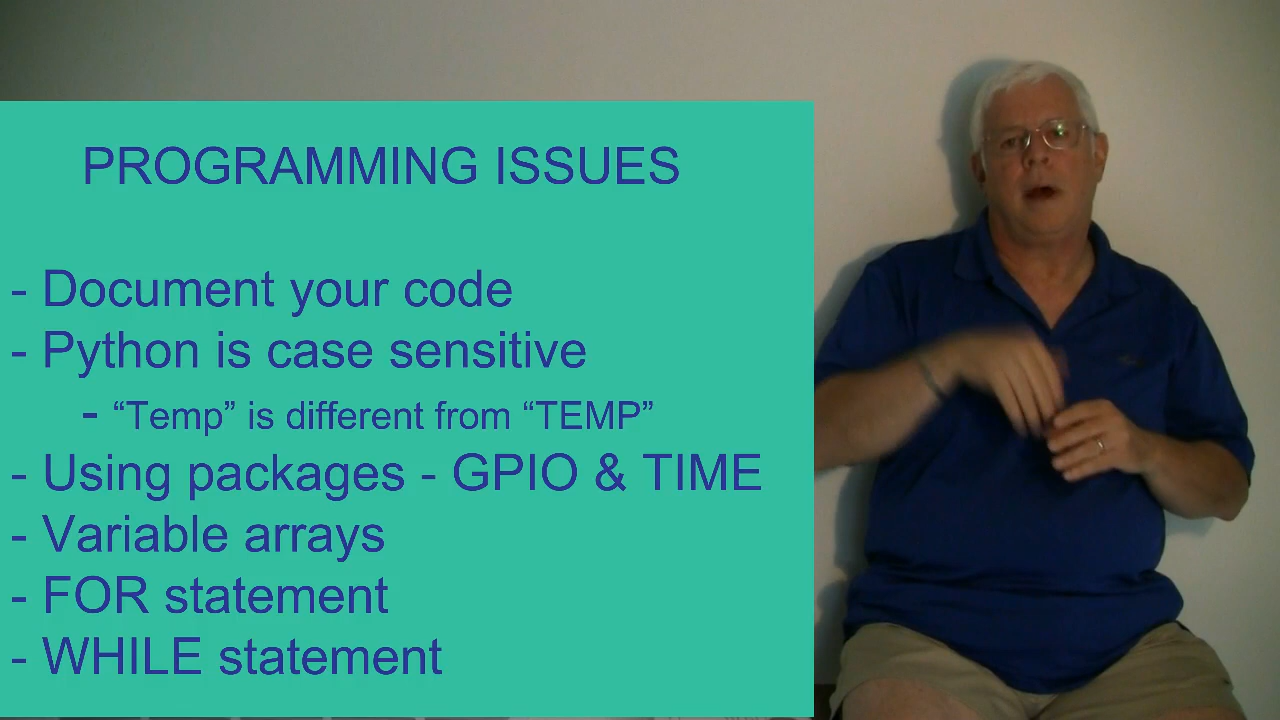 PROGRAMMING ISSUES
- Document your code
- Python is case sensitive
- “Temp” is different from “TEMP”
- Using packages - GPIO & TIME
- Variable arrays
- FOR statement
- WHILE statement